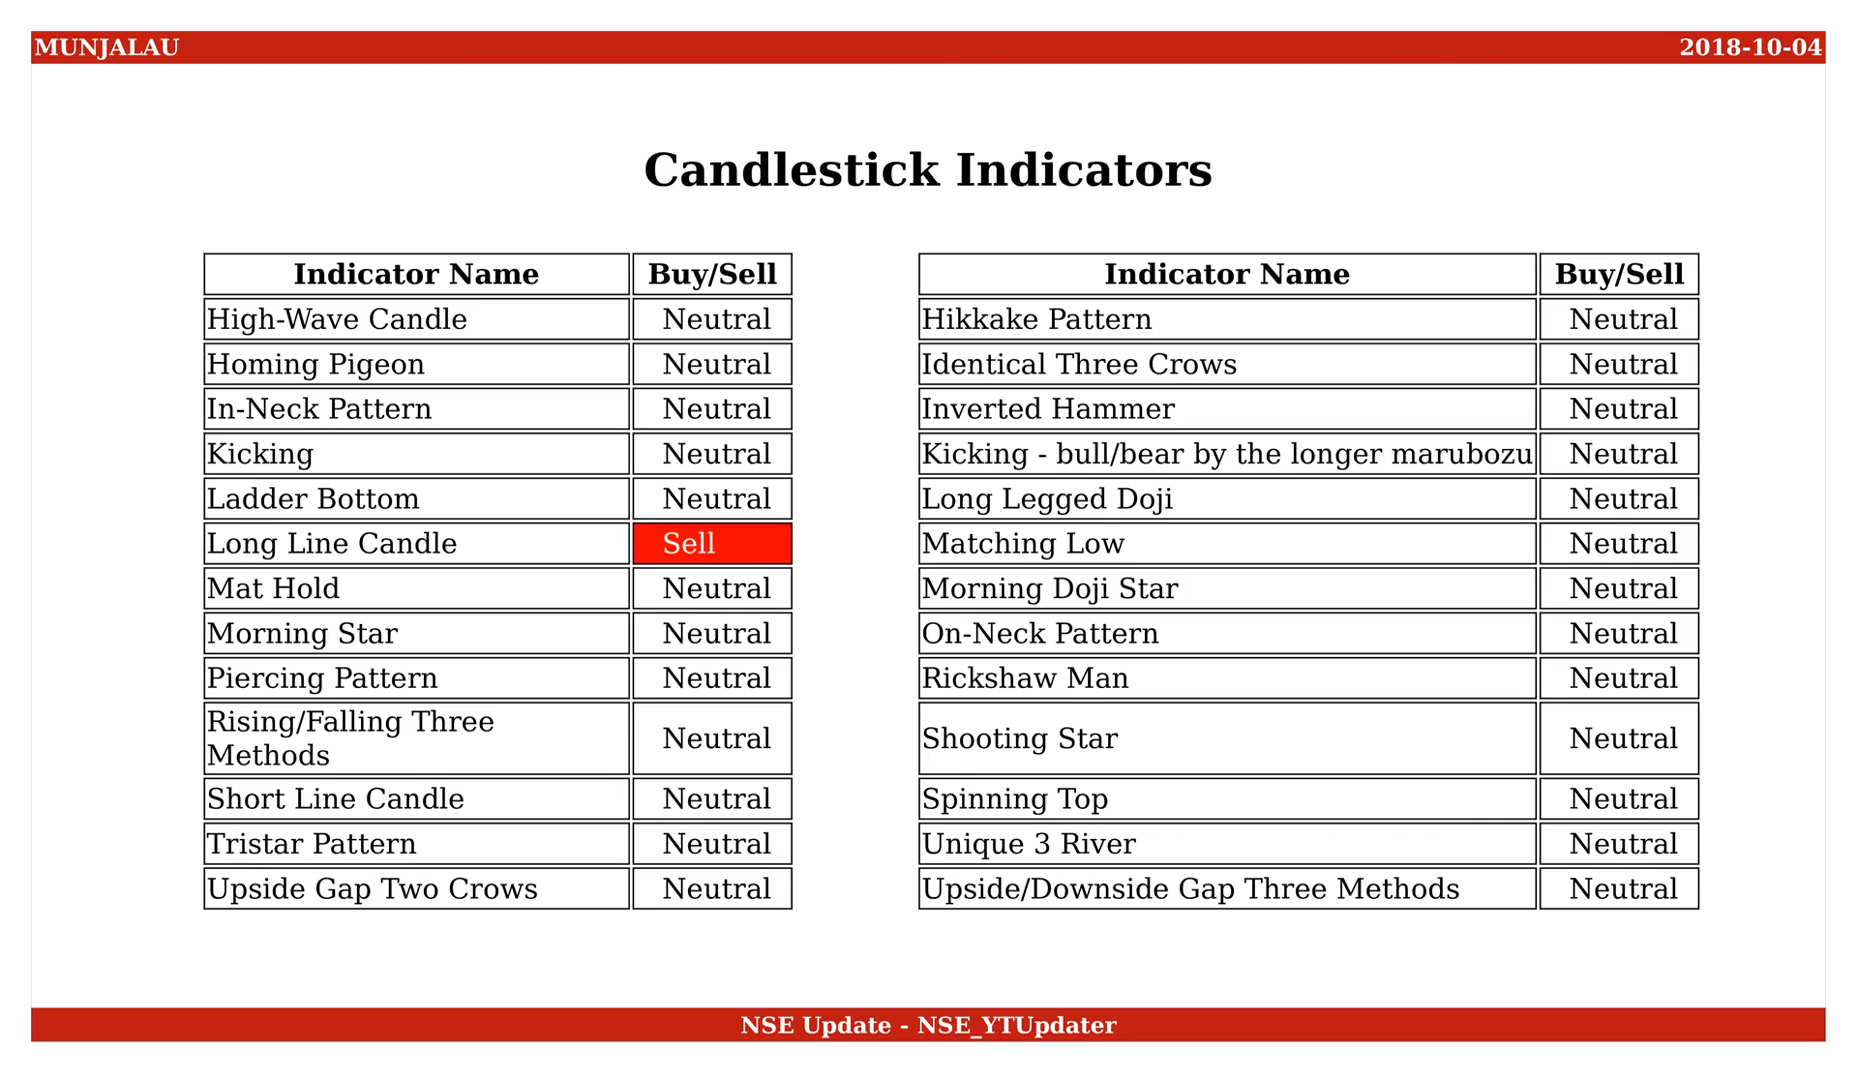 MUNJALAU 2018-10-04
Candlestick Indicators
Indicator Name Buy/Sell
High-Wave Candle Neutral
Homing Pigeon Neutral
In-Neck Pattern Neutral
Kicking Neutral
Ladder Bottom Neutral
Long Line Candle Sell
Mat Hold Neutral
Morning Star Neutral
Piercing Pattern Neutral
Rising/Falling Three
Methods Neutral
Short Line Candle Neutral
Tristar Pattern Neutral
Upside Gap Two Crows Neutral
Indicator Name Buy/Sell
Hikkake Pattern Neutral
Identical Three Crows Neutral
Inverted Hammer Neutral
Kicking - bull/bear by the longer marubozu Neutral
Long Legged Doji Neutral
Matching Low Neutral
Morning Doji Star Neutral
On-Neck Pattern Neutral
Rickshaw Man Neutral
Shooting Star Neutral
Spinning Top Neutral
Unique 3 River Neutral
Upside/Downside Gap Three Methods Neutral
NSE Update - NSE_YTUpdater